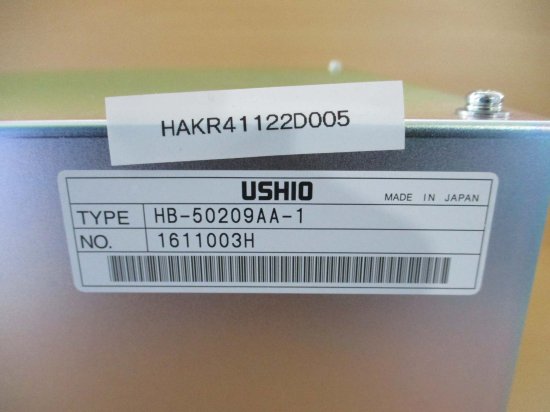 HAKR41122D005
USHIO
MADE IN JAPAN
TYPE HB-50209AA-1
NO. 1611003H